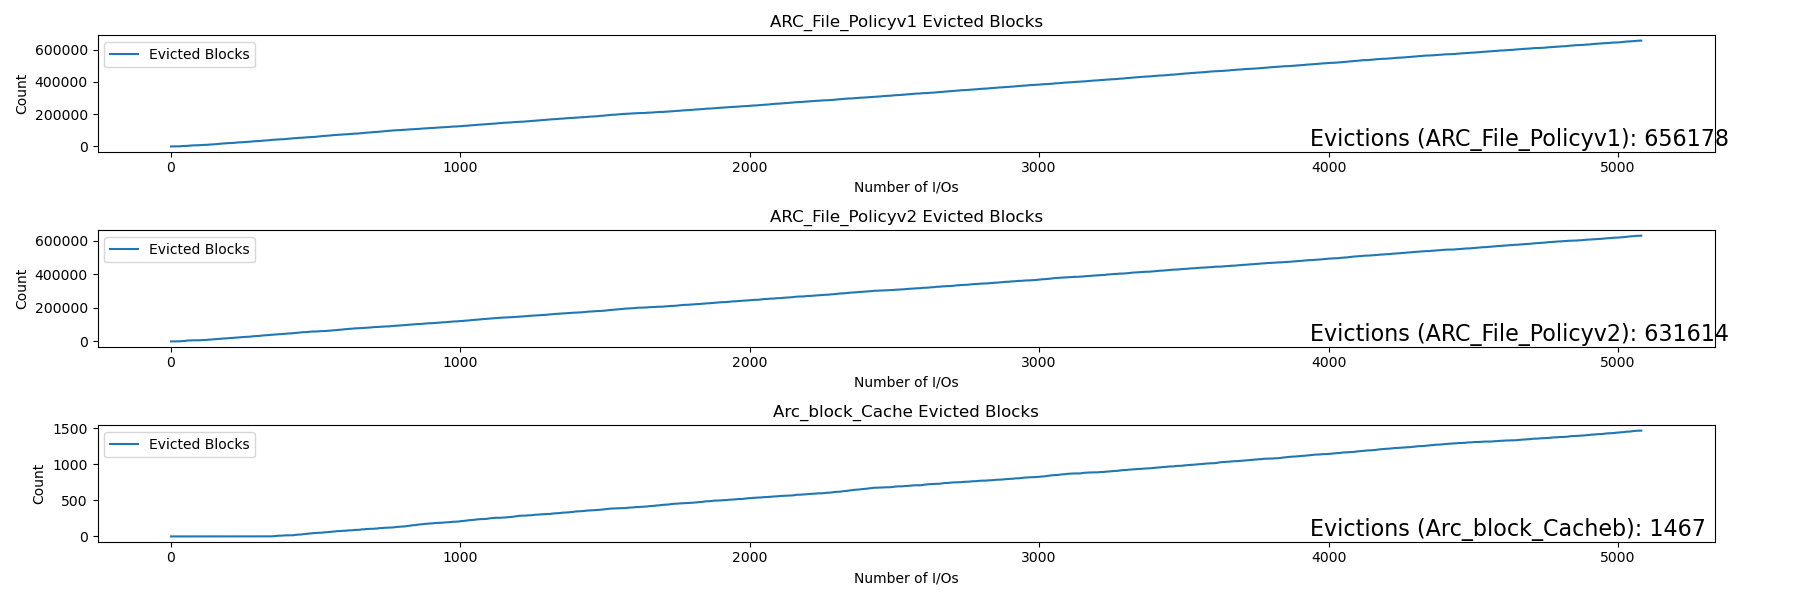 ARC_File_Policyv1 Evicted Blocks
Evicted Blocks
600000
400000
200000
0
Count
Evictions (ARC_File_Policyv1): 656178
0 1000 2000 3000 4000 5000
Number of I/Os
ARC_File_Policyv2 Evicted Blocks
Evicted Blocks
600000
400000
200000
0
Count
Evictions (ARC_File_Policyv2): 631614
0 1000 2000 3000 4000 5000
Number of I/Os
Arc_block_Cache Evicted Blocks
Evicted Blocks
1500
1000
500
0
Count
Evictions (Arc_block_Cacheb): 1467
0 1000 2000 3000 4000 5000
Number of I/Os